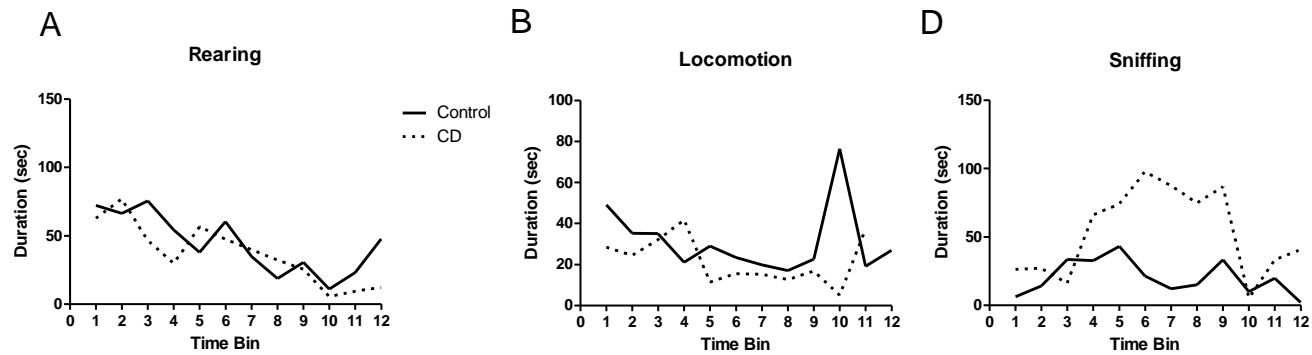 A
Rearing
150
100
50
0
Duration (sec)
0 1 2 3 4 5 6 7 8 9 10 11 12
Time Bin
Control
CD
B
Locomotion
100
80
60
40
20
0
Duration (sec)
0 1 2 3 4 5 6 7 8 9 10 11 12
Time Bin
D
Sniffing
150
100
50
0
Duration (sec)
0 1 2 3 4 5 6 7 8 9 10 11 12
Time Bin